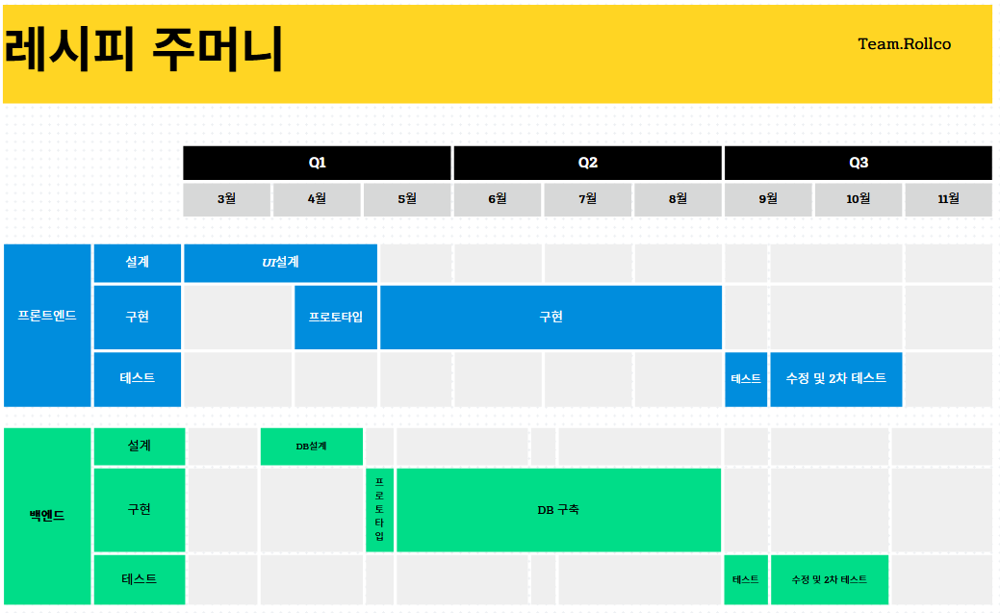 레시피 주머니
Team.Rollco
Q1 Q2 Q3
3월 4월 5월 6월 7월 8월 9월 10월 11월
설계 UI설계
프론트엔드 구현 프로토타입 구현
테스트 테스트 수정 및 2차 테스트
설계 DB설계
백엔드 구현 프로토타입 DB 구축
테스트 테스트 수정 및 2차 테스트